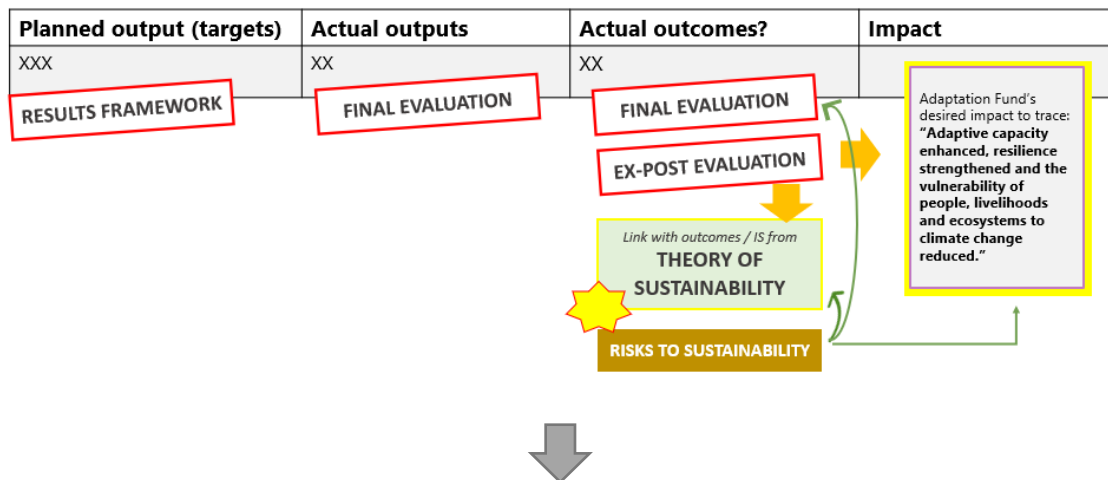 Planned output (targets)
Actual outputs
Actual outcomes?
Impact
XXX
XX
XX
RESULTS FRAMEWORK
FINAL EVALUATION
FINAL EVALUATION
EX-POST EVALUATION
Link with outcomes / IS from
THEORY OF
SUSTAINABILITY
RISKS TO SUSTAINABILITY
Adaptation Fund's
desired impact to trace:
“Adaptive capacity
enhanced, resilience
strengthened and the
vulnerability of
people, livelihoods
and ecosystems to
climate change
reduced.”